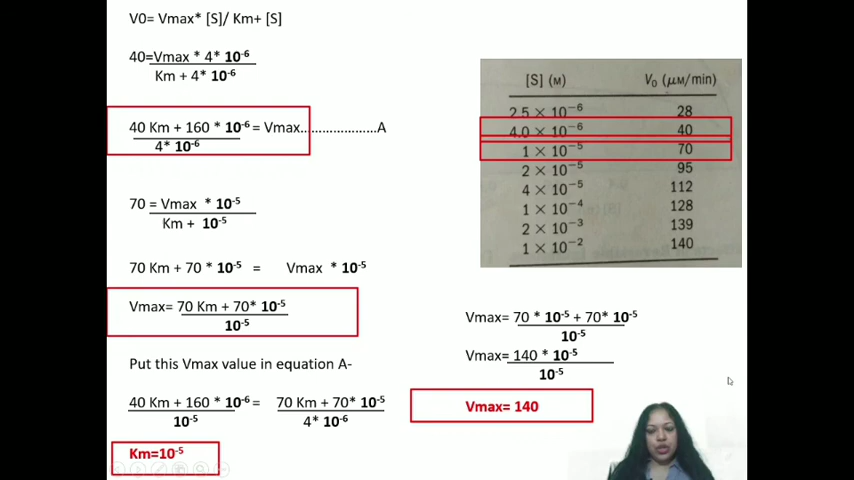 V0= Vmax* [S]/ Km+ [S]
40=Vmax * 4* 10-6
Km + 4* 10-6
40 Km + 160 * 10-6 = Vmax.....................A
4* 10-6
70 = Vmax * 10-5
Km + 10-5
70 Km + 70 * 10-5 = Vmax * 10-5
Vmax= 70 Km + 70* 10-5
10-5
Put this Vmax value in equation A-
40 Km + 160 * 10-6 = 70 Km + 70* 10-5
10-5 4* 10-6
Km=10-5
[S] (M) V0 (μM/min)
2.5 × 10−6 28
4.0 × 10−6 40
1 × 10−5 70
2 × 10−5 95
4 × 10−5 112
1 × 10−4 128
2 × 10−3 139
1 × 10−2 140
Vmax= 70 * 10-5 + 70* 10-5
10-5
Vmax= 140 * 10-5
10-5
Vmax= 140